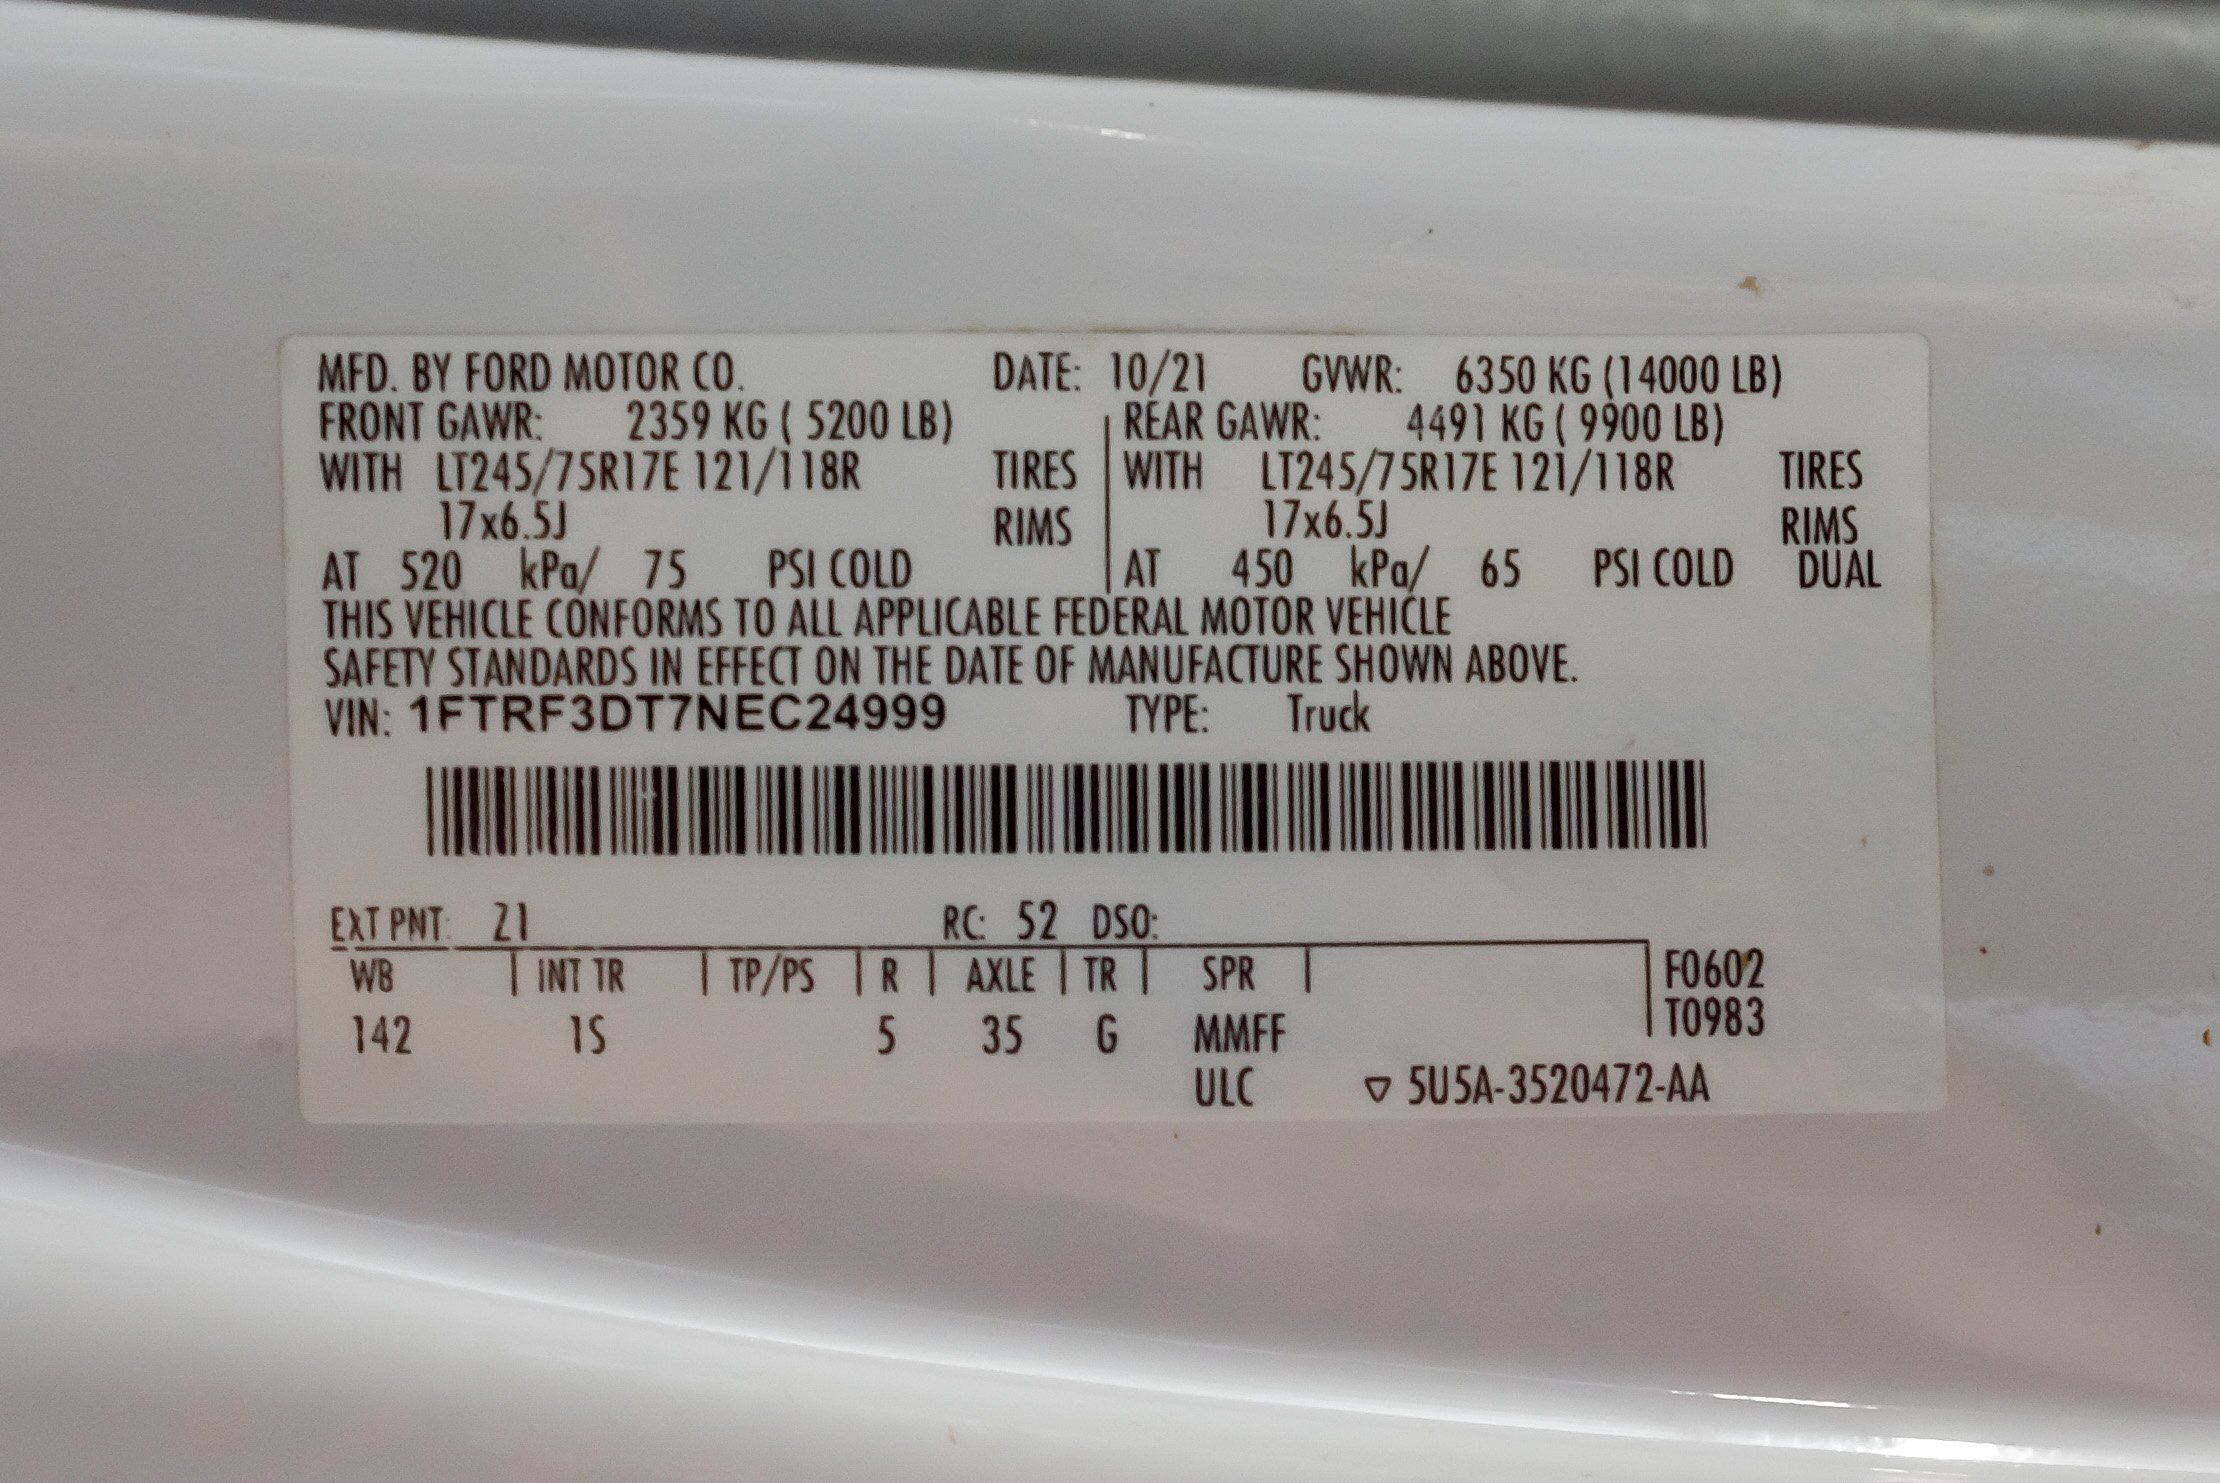 MFD. BY FORD MOTOR CO. DATE: 10/21 GVWR: 6350 KG (14000 LB)
FRONT GAWR: 2359 KG ( 5200 LB) REAR GAWR: 4491 KG ( 9900 LB)
WITH LT245/75R17E 121/118R TIRES WITH LT245/75R17E 121/118R TIRES
17x6.5J RIMS 17x6.5J RIMS
AT 520 kPa/ 75 PSI COLD AT 450 kPa/ 65 PSI COLD DUAL
THIS VEHICLE CONFORMS TO ALL APPLICABLE FEDERAL MOTOR VEHICLE
SAFETY STANDARDS IN EFFECT ON THE DATE OF MANUFACTURE SHOWN ABOVE.
VIN: 1FTRF3DT7NEC24999 TYPE: Truck
EXT PNT: Z1 RC: 52 DSO:
WB INT TR TP/PS R AXLE TR SPR F0602
T0983
142 1S 5 35 G MMFF
ULC ▽ 5U5A-3520472-AA